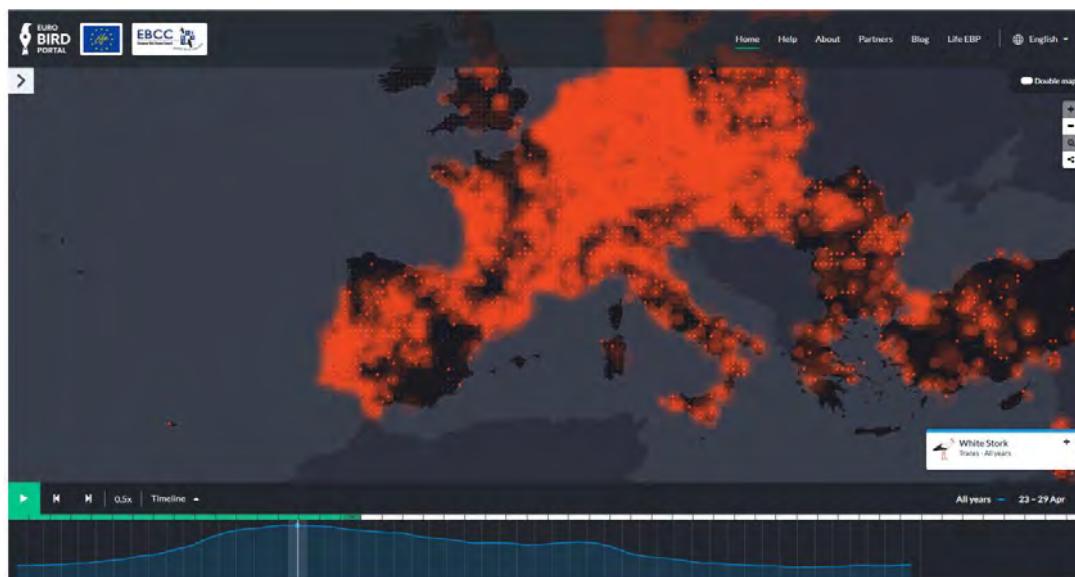 EURO
BIRD
PORTAL
Life
EBCC
Home Help About Partners Blog Life EBP English
Double map
White Stork
Traces - All years
0.5x Timeline
All years 23 – 29 Apr